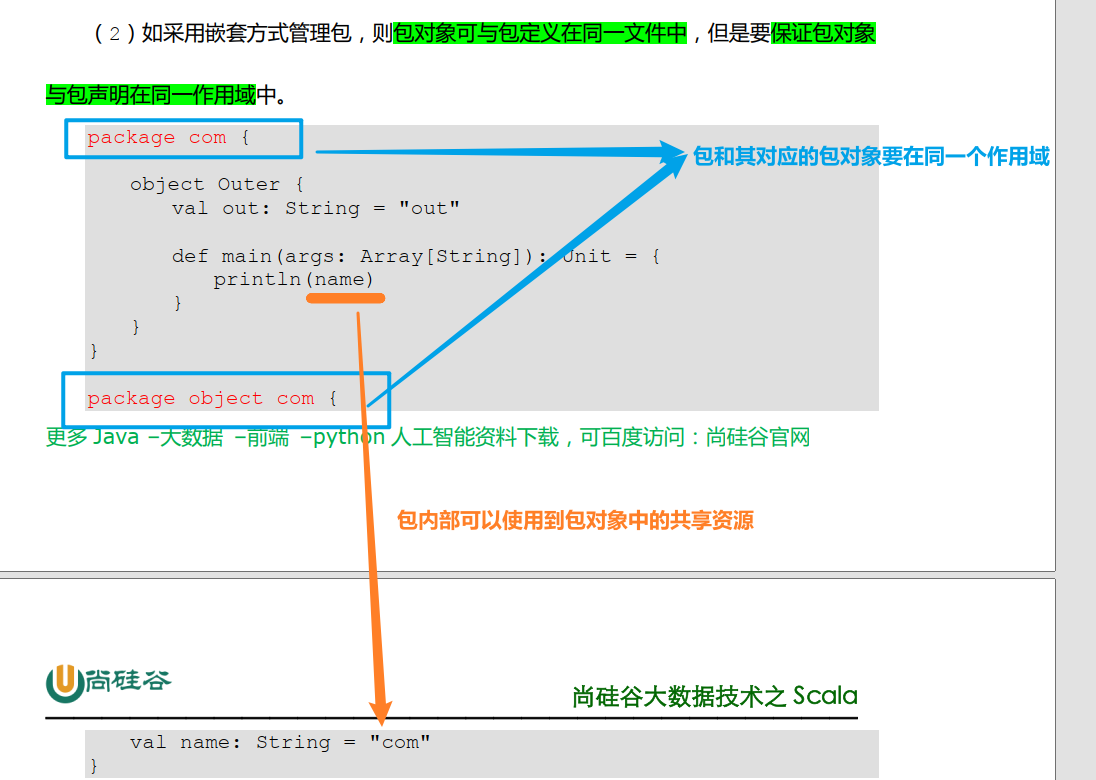 （2）如采用嵌套方式管理包，则包对象可与包定义在同一文件中，但是要保证包对象
与包声明在同一作用域中。
package com {
包和其对应的包对象要在同一个作用域
object Outer {
val out: String = "out"
def main(args: Array[String]): Unit = {
println(name)
}
}
}
package object com {
更多 Java –大数据 –前端 –python 人工智能资料下载，可百度访问：尚硅谷官网
包内部可以使用到包对象中的共享资源
尚硅谷
尚硅谷大数据技术之 Scala
val name: String = "com"
}